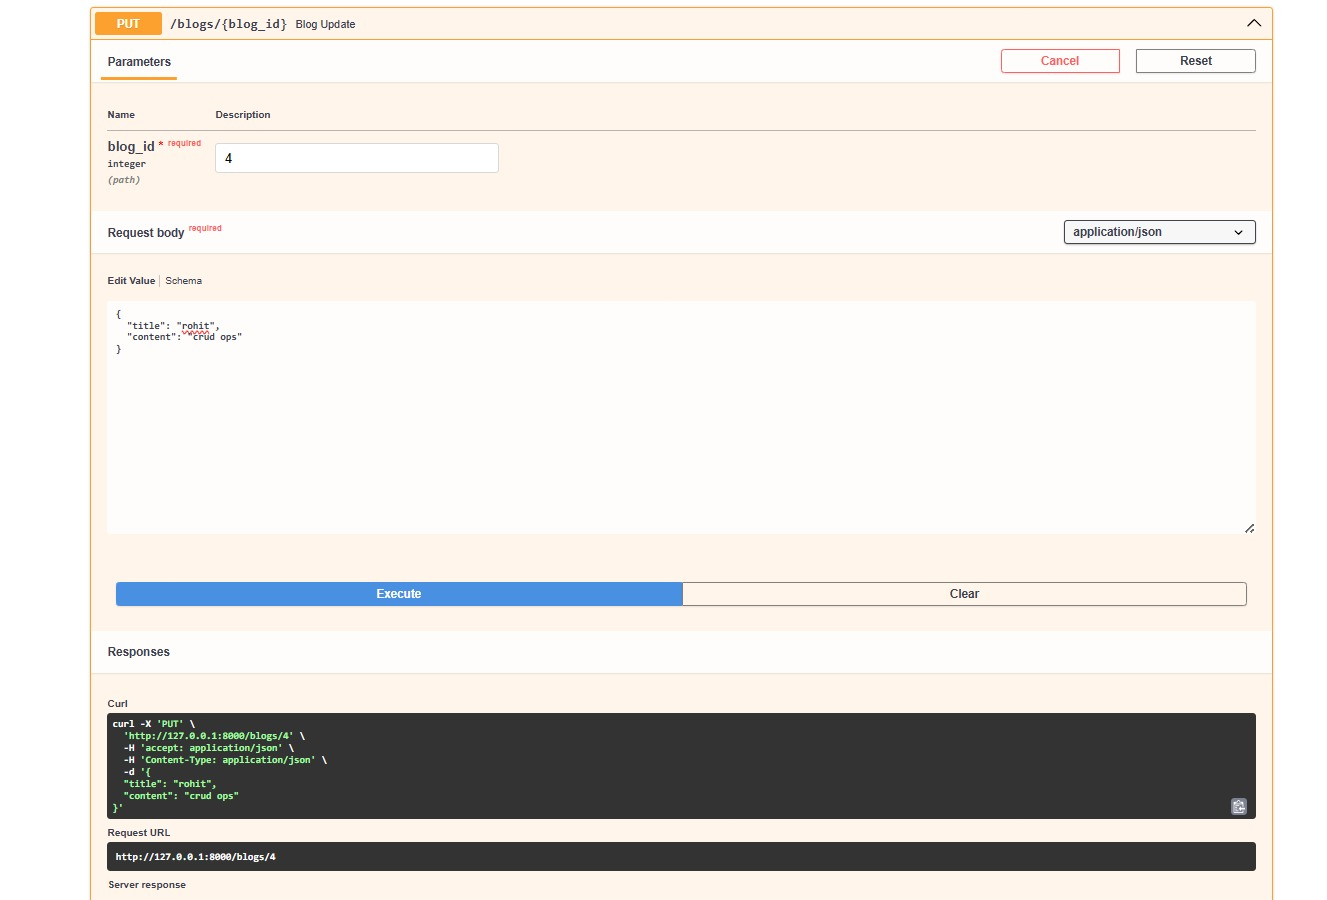 PUT /blogs/{blog_id} Blog Update
Parameters
Cancel
Reset
Name Description
blog_id * required
integer
(path)
4
Request body required
application/json
Edit Value | Schema
{
  "title": "rohit",
  "content": "crud ops"
}
Execute
Clear
Responses
Curl
curl -X 'PUT' \
  'http://127.0.0.1:8000/blogs/4' \
  -H 'accept: application/json' \
  -H 'Content-Type: application/json' \
  -d '{
  "title": "rohit",
  "content": "crud ops"
}'
Request URL
http://127.0.0.1:8000/blogs/4
Server response